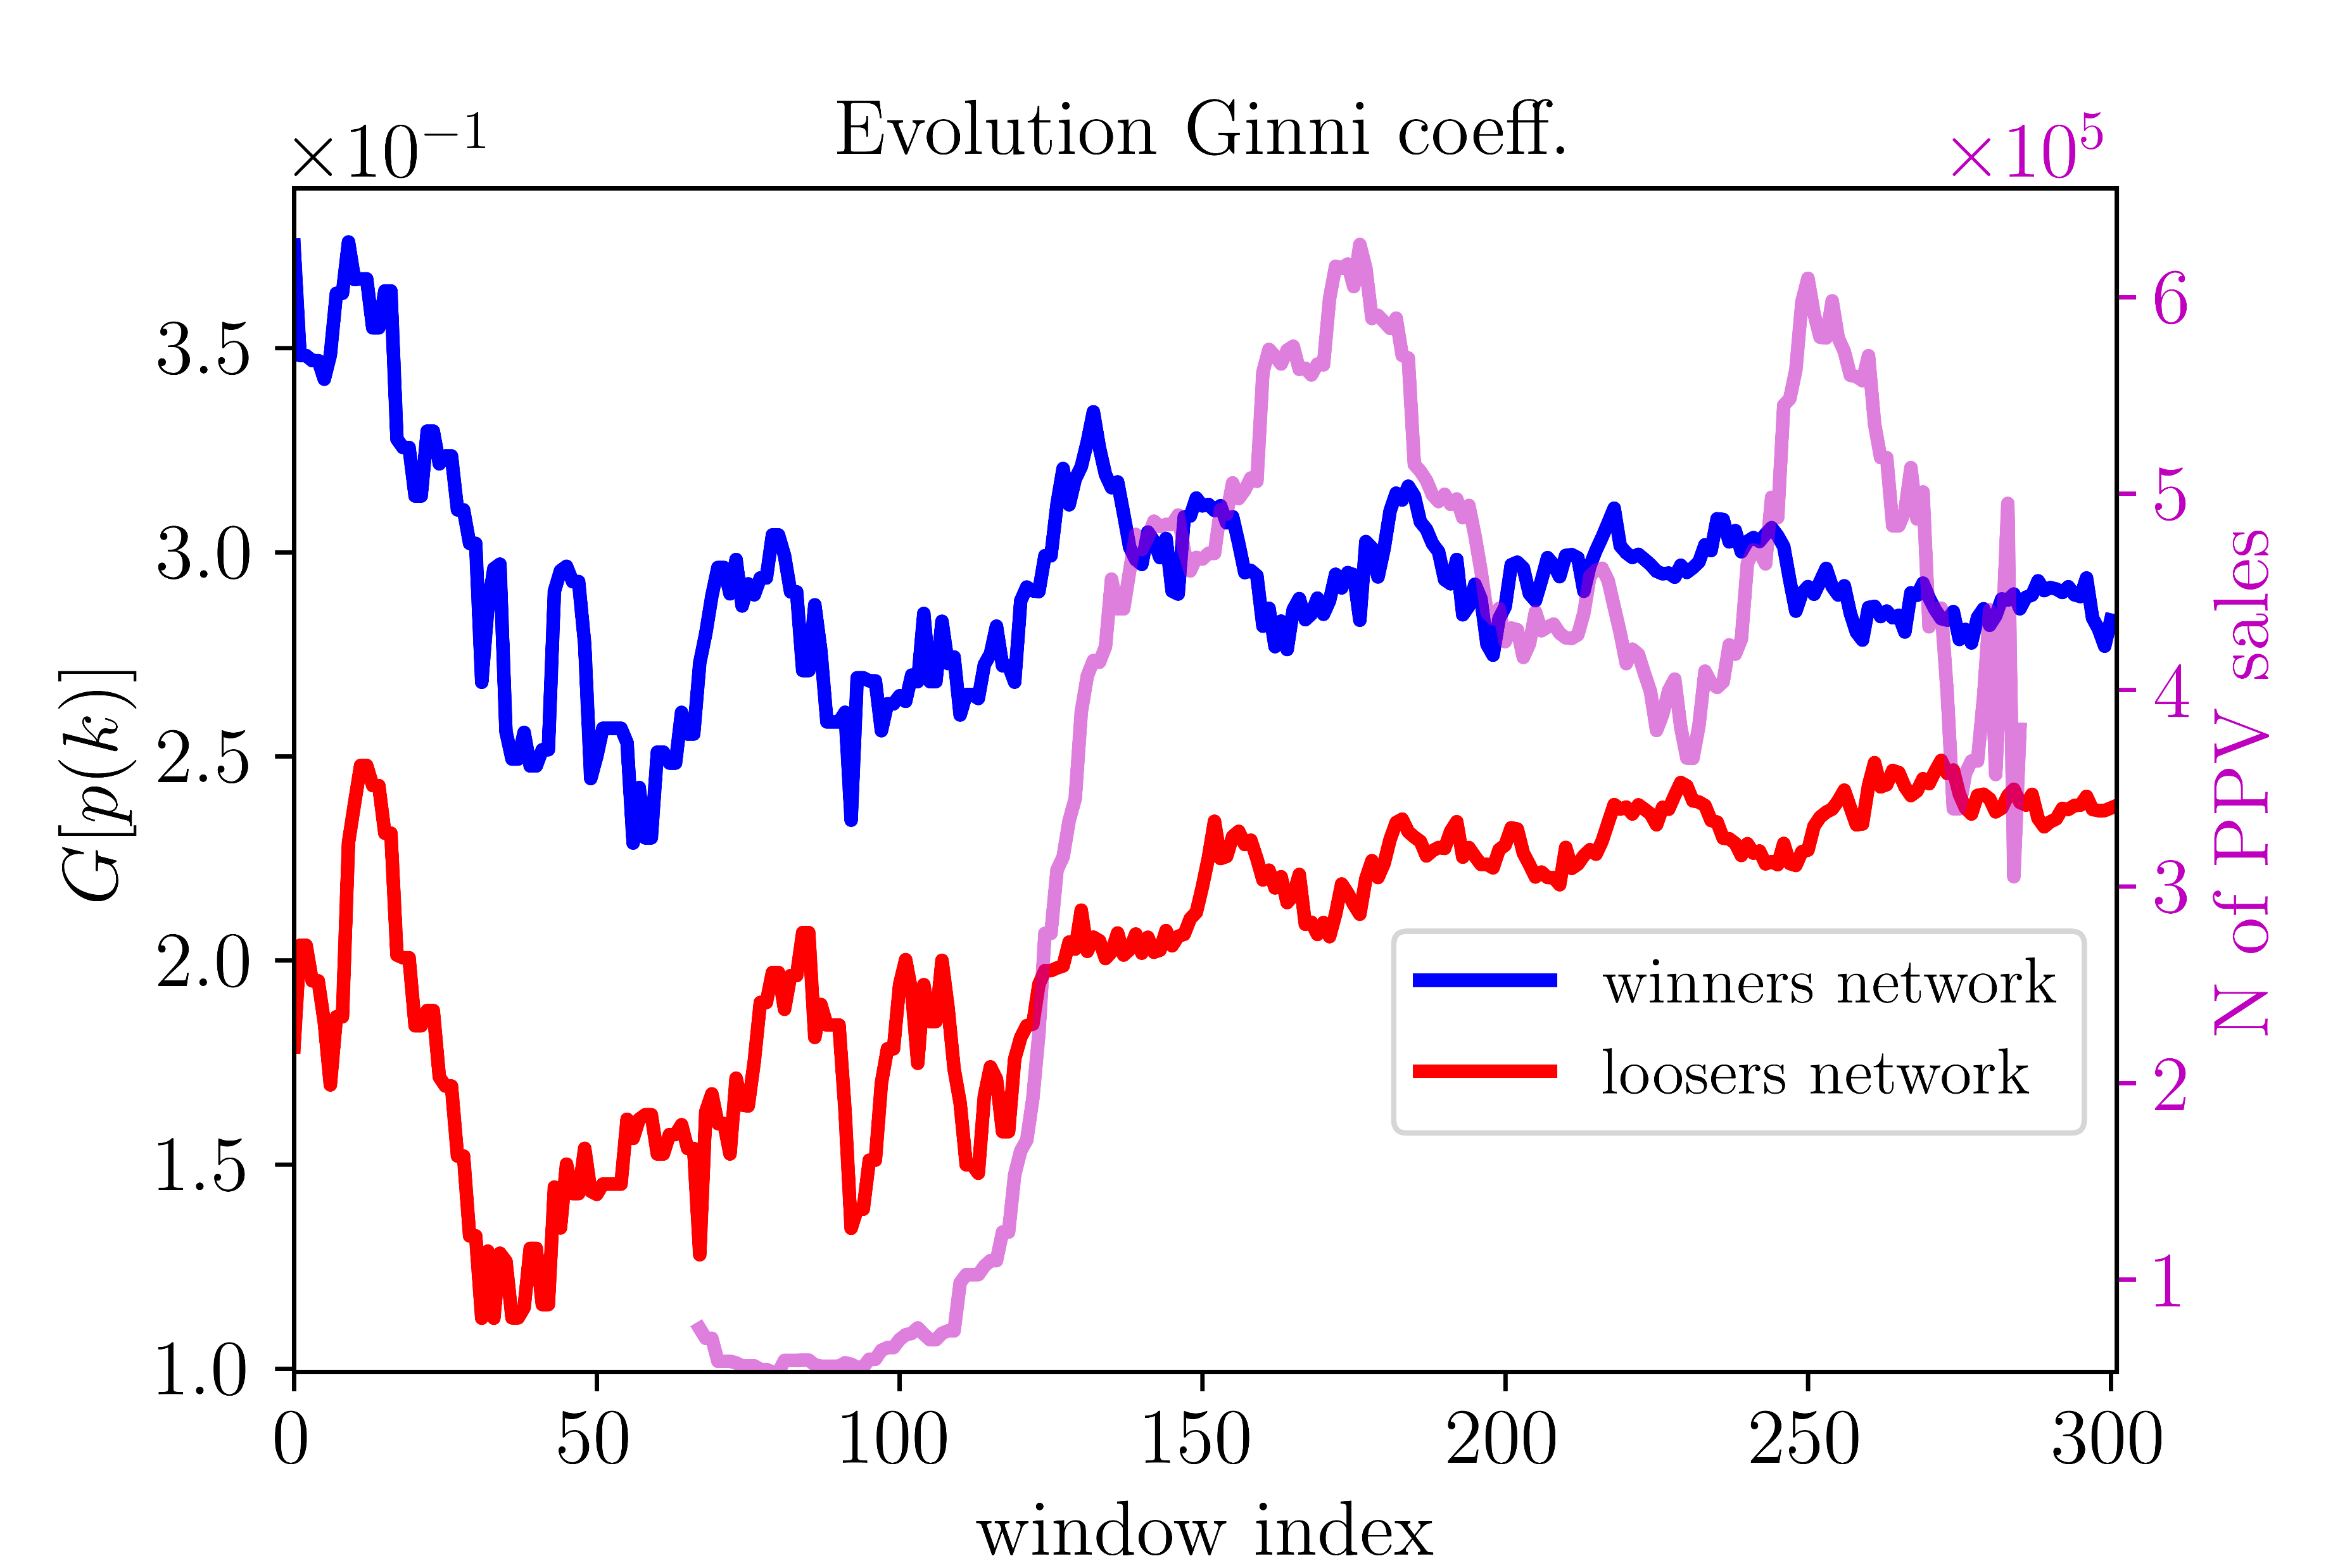 Evolution Ginni coeff.
×10⁻¹
×10⁵
3.5
3.0
2.5
2.0
1.5
1.0
G[p(k)]
6
5
4
3
2
1
N of PPV sales
winners network
loosers network
0 50 100 150 200 250 300
window index